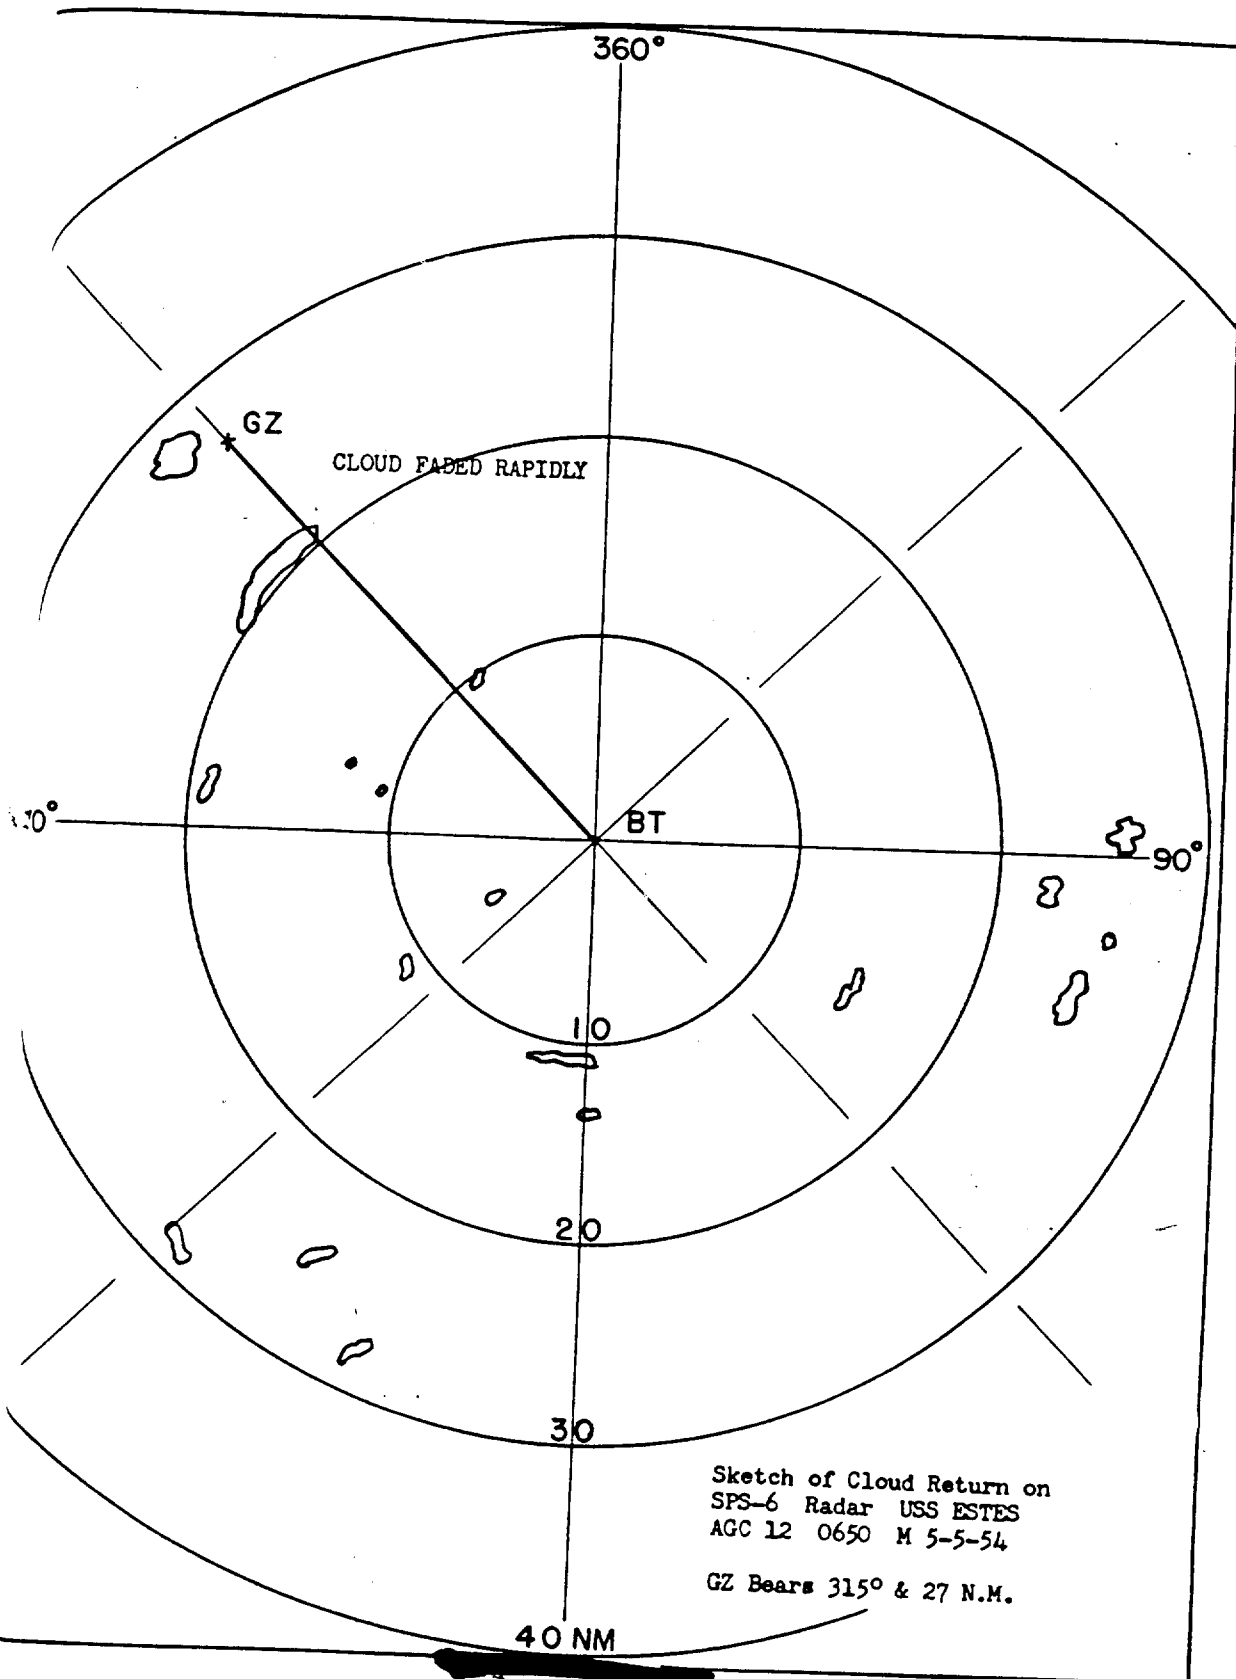 360°
GZ
CLOUD FADED RAPIDLY
BT
90°
10
20
30
40 NM
Sketch of Cloud Return on
SPS-6 Radar USS ESTES
AGC 12 0650 M 5-5-54
GZ Bears 315° & 27 N.M.